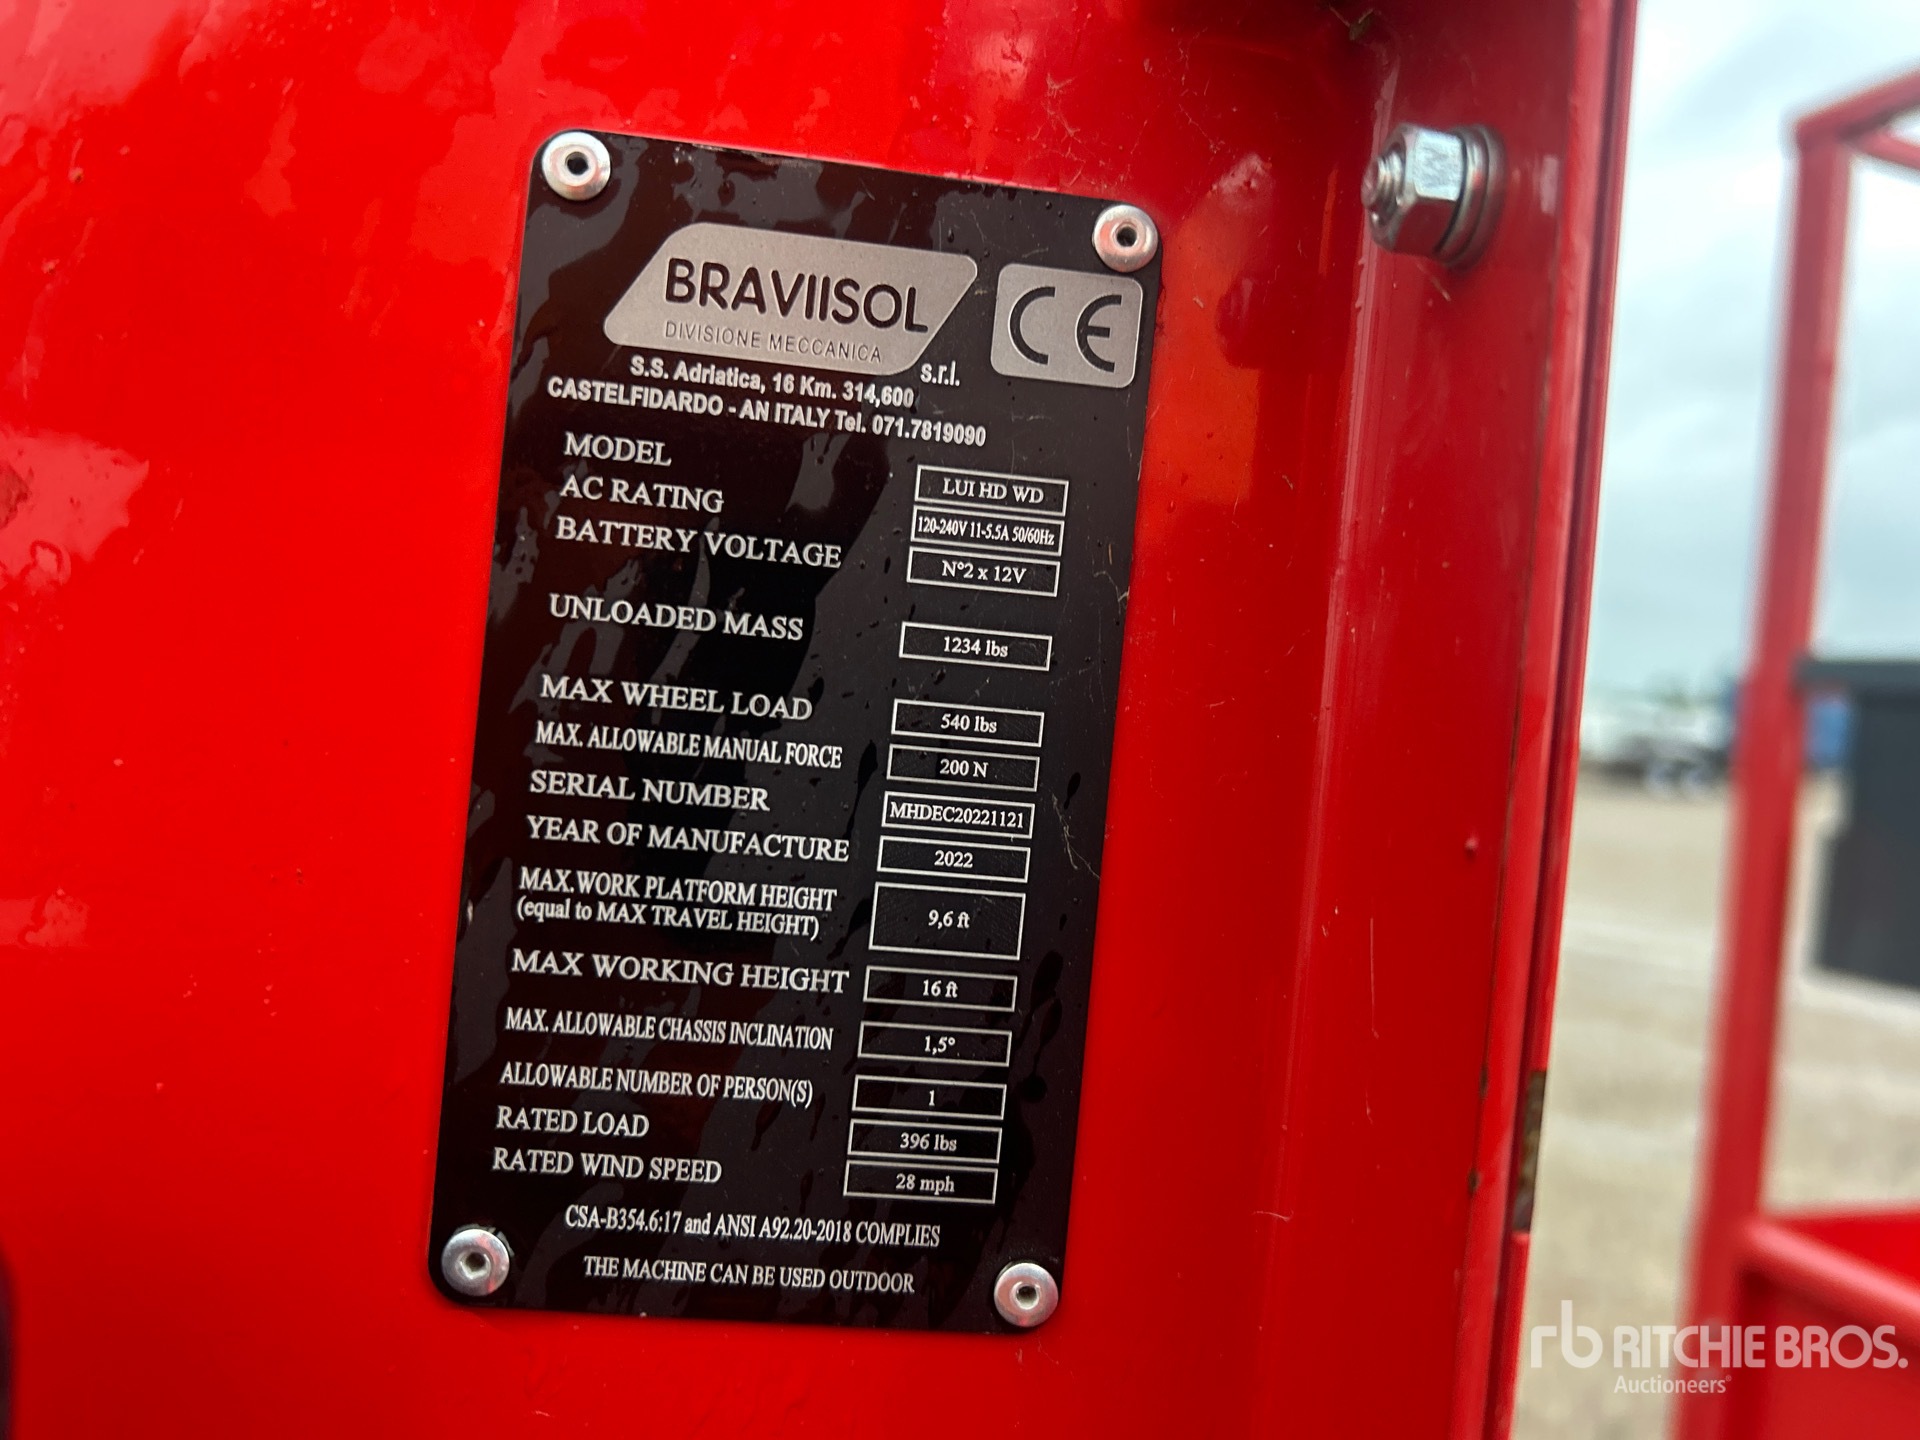 BRAVIISOL
DIVISIONE MECCANICA
s.r.l.
CE
S.S. Adriatica, 16 Km. 314,600
CASTELFIDARDO - AN ITALY Tel. 071.7819090
MODEL LUI HD WD
AC RATING 120-240V 11-5.5A 50/60Hz
BATTERY VOLTAGE N°2 x 12V
UNLOADED MASS 1234 lbs
MAX WHEEL LOAD 540 lbs
MAX. ALLOWABLE MANUAL FORCE 200 N
SERIAL NUMBER MHDEC20221121
YEAR OF MANUFACTURE 2022
MAX.WORK PLATFORM HEIGHT 9,6 ft
(equal to MAX TRAVEL HEIGHT)
MAX WORKING HEIGHT 16 ft
MAX. ALLOWABLE CHASSIS INCLINATION 1,5°
ALLOWABLE NUMBER OF PERSON(S) 1
RATED LOAD 396 lbs
RATED WIND SPEED 28 mph
CSA-B354.6:17 and ANSI A92.20-2018 COMPLIES
THE MACHINE CAN BE USED OUTDOOR
rb RITCHIE BROS.
Auctioneers